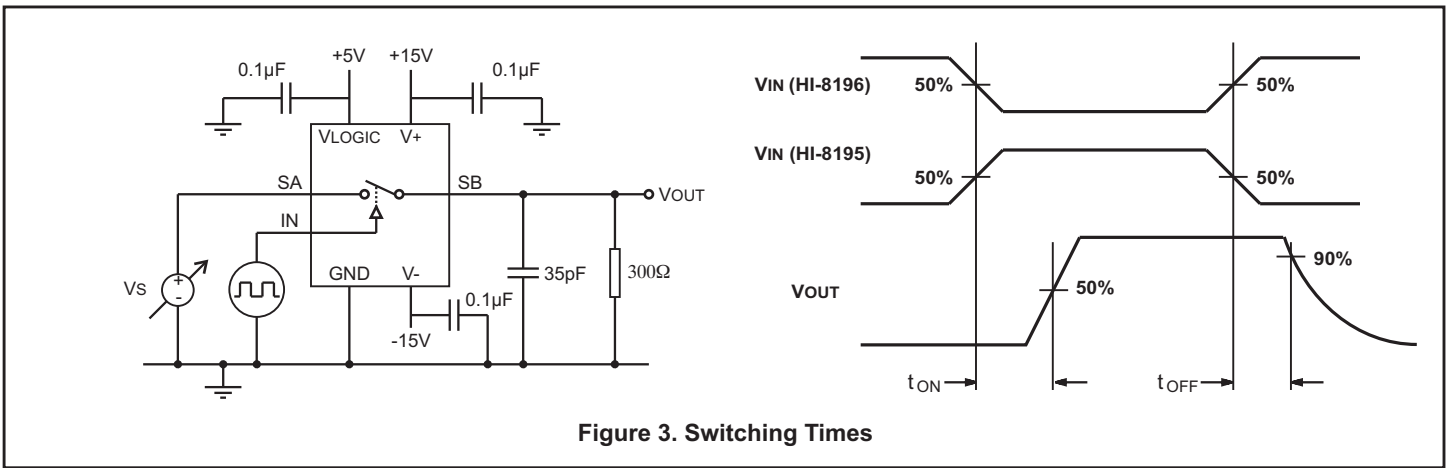 +5V +15V
0.1µF 0.1µF
VLOGIC V+
SA SB VOUT
IN
GND V-
VS + - 35pF 300Ω
0.1µF
-15V
VIN (HI-8196) 50% 50%
VIN (HI-8195) 50% 50%
VOUT 50% 90%
tON tOFF
Figure 3. Switching Times